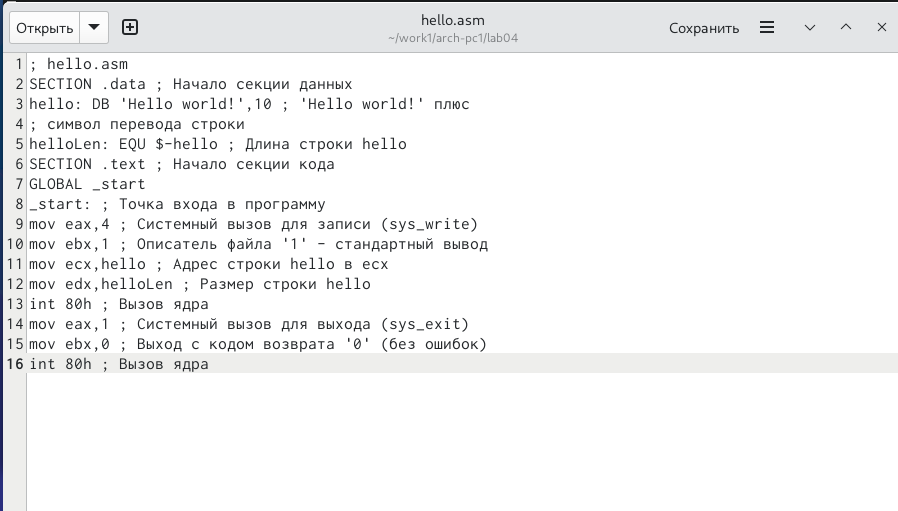 Открыть
hello.asm
~/work1/arch-pc1/lab04
Сохранить
1 ; hello.asm
2 SECTION .data ; Начало секции данных
3 hello: DB 'Hello world!',10 ; 'Hello world!' плюс
4 ; символ перевода строки
5 helloLen: EQU $-hello ; Длина строки hello
6 SECTION .text ; Начало секции кода
7 GLOBAL _start
8 _start: ; Точка входа в программу
9 mov eax,4 ; Системный вызов для записи (sys_write)
10 mov ebx,1 ; Описатель файла '1' - стандартный вывод
11 mov ecx,hello ; Адрес строки hello в ecx
12 mov edx,helloLen ; Размер строки hello
13 int 80h ; Вызов ядра
14 mov eax,1 ; Системный вызов для выхода (sys_exit)
15 mov ebx,0 ; Выход с кодом возврата '0' (без ошибок)
16 int 80h ; Вызов ядра